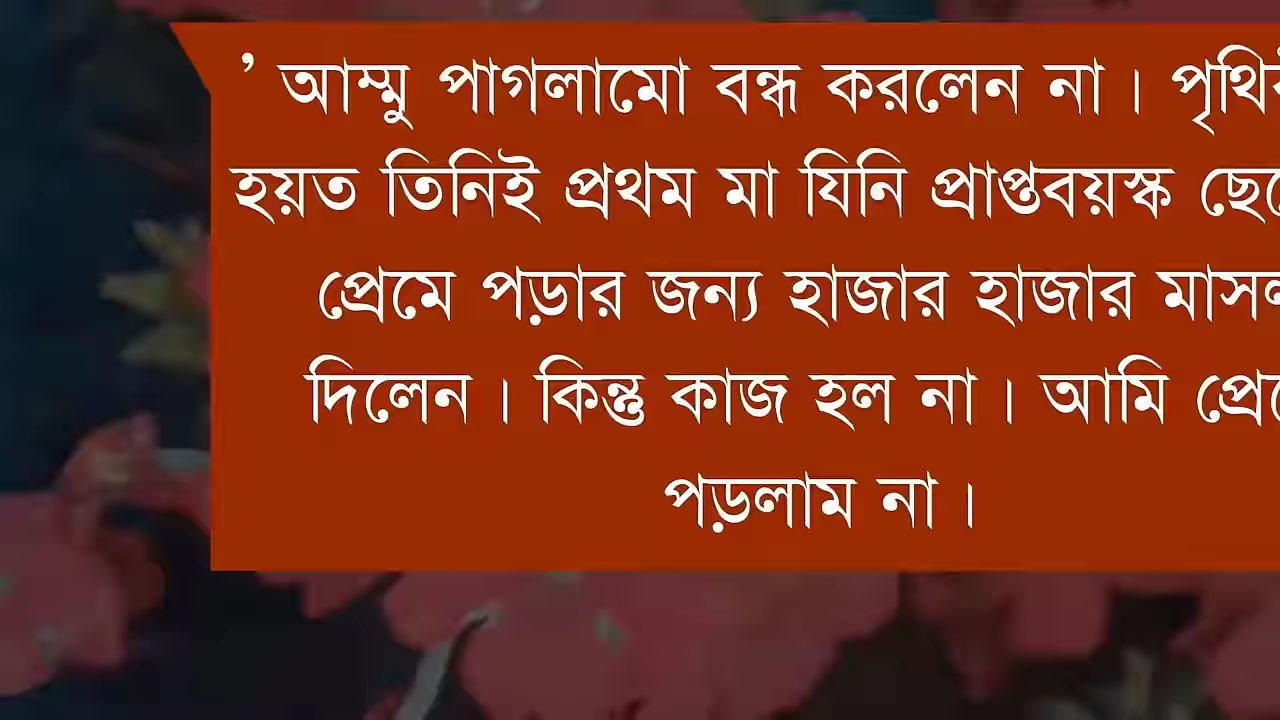 ’ আম্মু পাগলামো বন্ধ করলেন না।
হয়ত তিনিই প্রথম মা যিনি প্রাপ্তবয়স্ক
প্রেমে পড়ার জন্য হাজার হাজার
দিলেন। কিন্তু কাজ হল না। আমি
পড়লাম না।